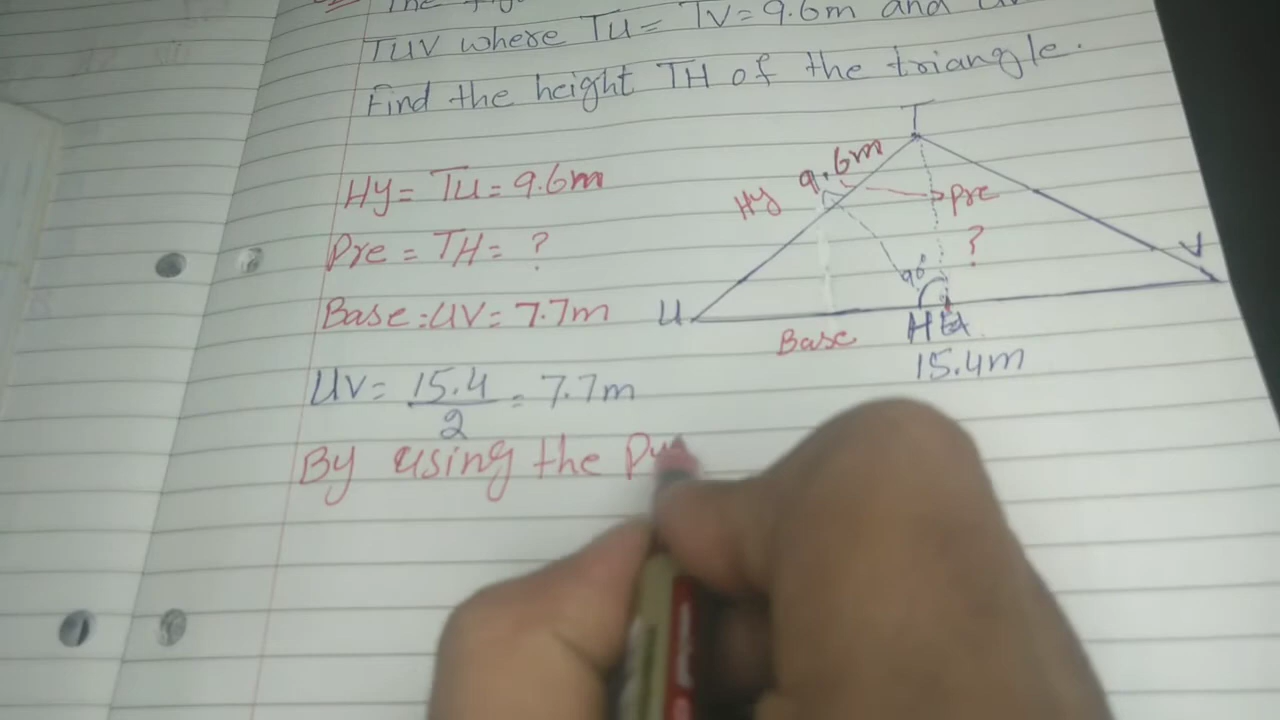 The
TUV where TU = TV = 9.6m and
Find the height TH of the triangle.
Hy = TU = 9.6m
Pre = TH = ?
Base = UV = 7.7m
UV = 15.4/2 = 7.7m
By using the
T
9.6m
Hy
Pre
?
90°
V
U
H
Base
15.4m